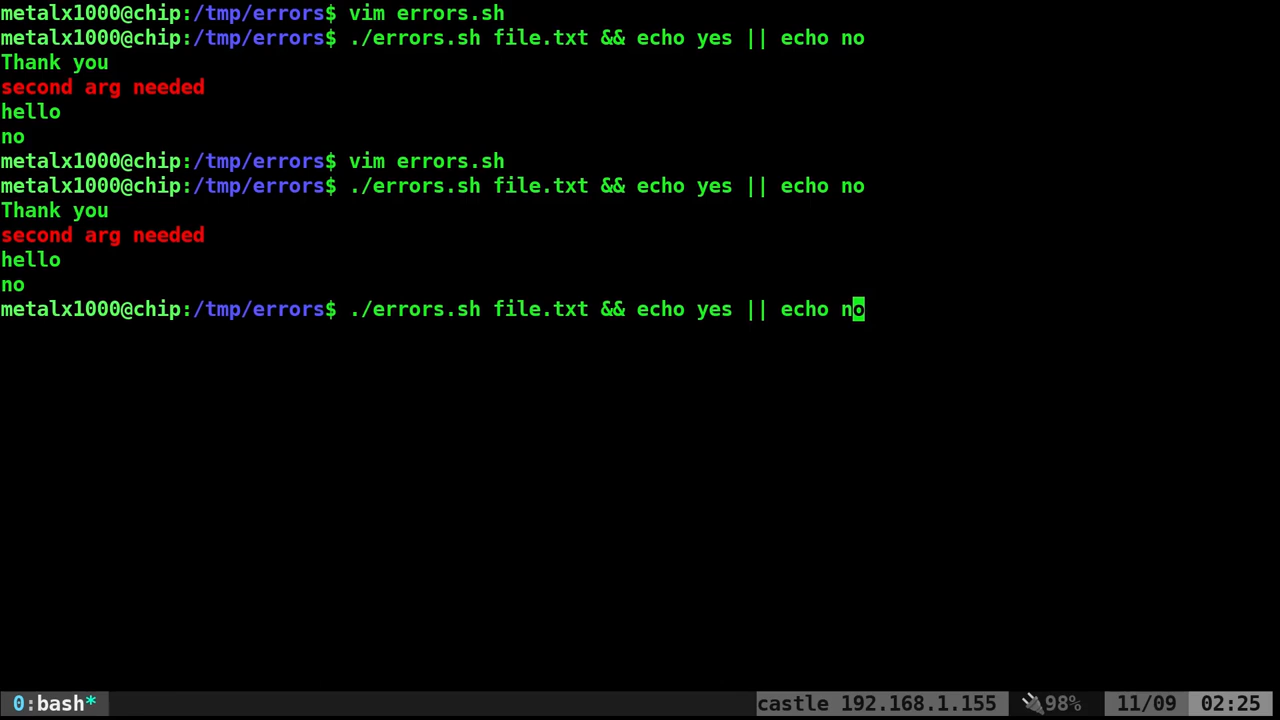 metalx1000@chip:/tmp/errors$ vim errors.sh
metalx1000@chip:/tmp/errors$ ./errors.sh file.txt && echo yes || echo no
Thank you
second arg needed
hello
no
metalx1000@chip:/tmp/errors$ vim errors.sh
metalx1000@chip:/tmp/errors$ ./errors.sh file.txt && echo yes || echo no
Thank you
second arg needed
hello
no
metalx1000@chip:/tmp/errors$ ./errors.sh file.txt && echo yes || echo no
0:bash* castle 192.168.1.155 🔌98% 11/09 02:25